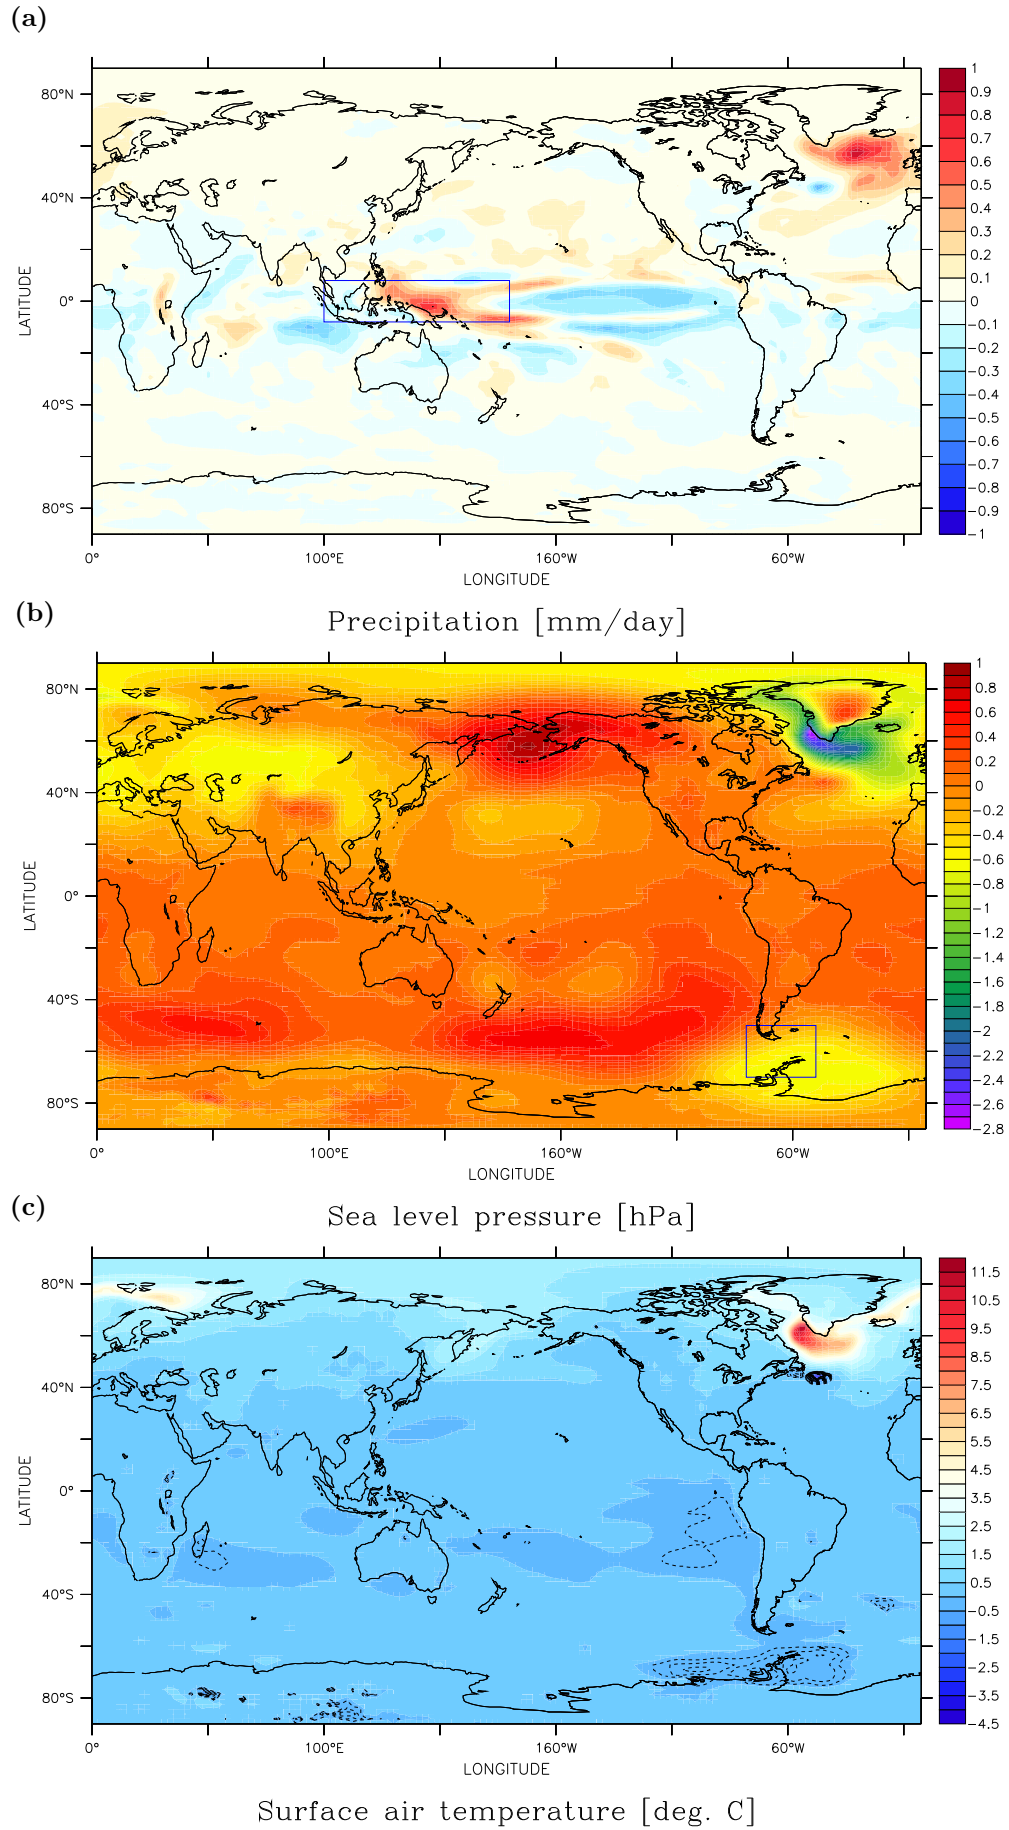 (a)
80°N
40°N
0°
40°S
80°S
LATITUDE
0°
100°E
160°W
60°W
LONGITUDE
1
0.9
0.8
0.7
0.6
0.5
0.4
0.3
0.2
0.1
0
−0.1
−0.2
−0.3
−0.4
−0.5
−0.6
−0.7
−0.8
−0.9
−1
Precipitation [mm/day]
(b)
80°N
40°N
0°
40°S
80°S
LATITUDE
0°
100°E
160°W
60°W
LONGITUDE
1
0.8
0.6
0.4
0.2
0
−0.2
−0.4
−0.6
−0.8
−1
−1.2
−1.4
−1.6
−1.8
−2
−2.2
−2.4
−2.6
−2.8
Sea level pressure [hPa]
(c)
80°N
40°N
0°
40°S
80°S
LATITUDE
0°
100°E
160°W
60°W
LONGITUDE
11.5
10.5
9.5
8.5
7.5
6.5
5.5
4.5
3.5
2.5
1.5
0.5
−0.5
−1.5
−2.5
−3.5
−4.5
Surface air temperature [deg. C]